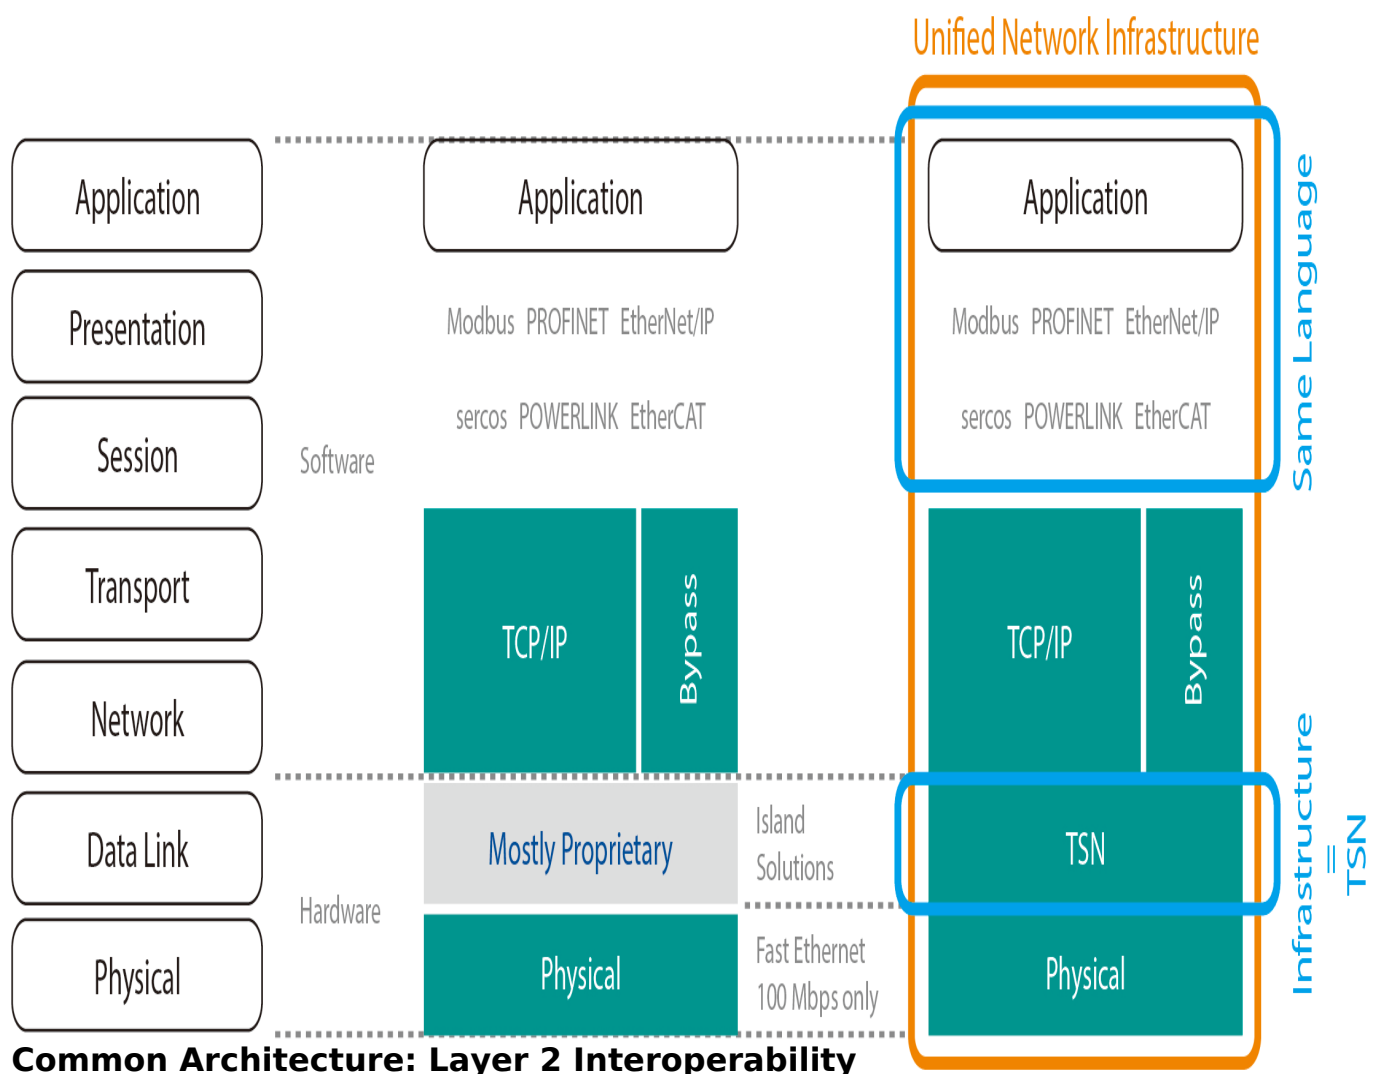 Unified Network Infrastructure
Application
Presentation
Session
Transport
Network
Data Link
Physical
Software
Hardware
Application
Modbus PROFINET EtherNet/IP
sercos POWERLINK EtherCAT
TCP/IP
Bypass
Mostly Proprietary
Physical
Island
Solutions
Fast Ethernet
100 Mbps only
Application
Modbus PROFINET EtherNet/IP
sercos POWERLINK EtherCAT
TCP/IP
Bypass
TSN
Physical
Same Language
Infrastructure
=
TSN
Common Architecture: Layer 2 Interoperability